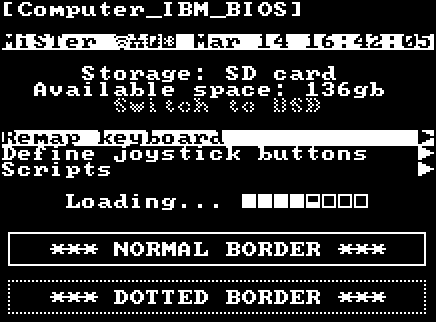 [Computer_IBM_BIOS]
MiSTer Mar 14 16:42:05
Storage: SD card
Available space: 136gb
Switch to USB
Remap keyboard
Define joystick buttons
Scripts
Loading...
*** NORMAL BORDER ***
*** DOTTED BORDER ***